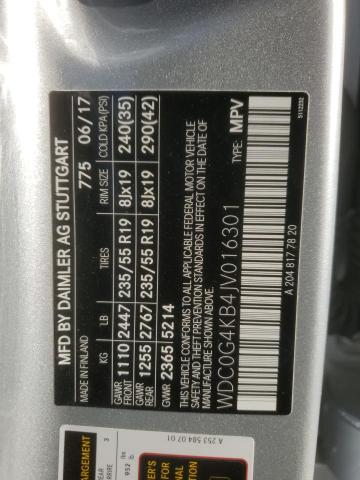 MFD BY DAIMLER AG STUTTGART
MADE IN FINLAND 775 06/17
KG LB TIRES RIM SIZE COLD KPA(PSI)
GAWR FRONT 1110 2447 235/55 R19 8Jx19 240(35)
GAWR REAR 1255 2767 235/55 R19 8Jx19 290(42)
GVWR 2365 5214
THIS VEHICLE CONFORMS TO ALL APPLICABLE FEDERAL MOTOR VEHICLE
SAFETY AND THEFT PREVENTION STANDARDS IN EFFECT ON THE DATE OF
MANUFACTURE SHOWN ABOVE.
WDC0G4KB4JV016301 TYPE: MPV
A 204 817 78 20
5112232
A 253 584 07 01
3
932 lb